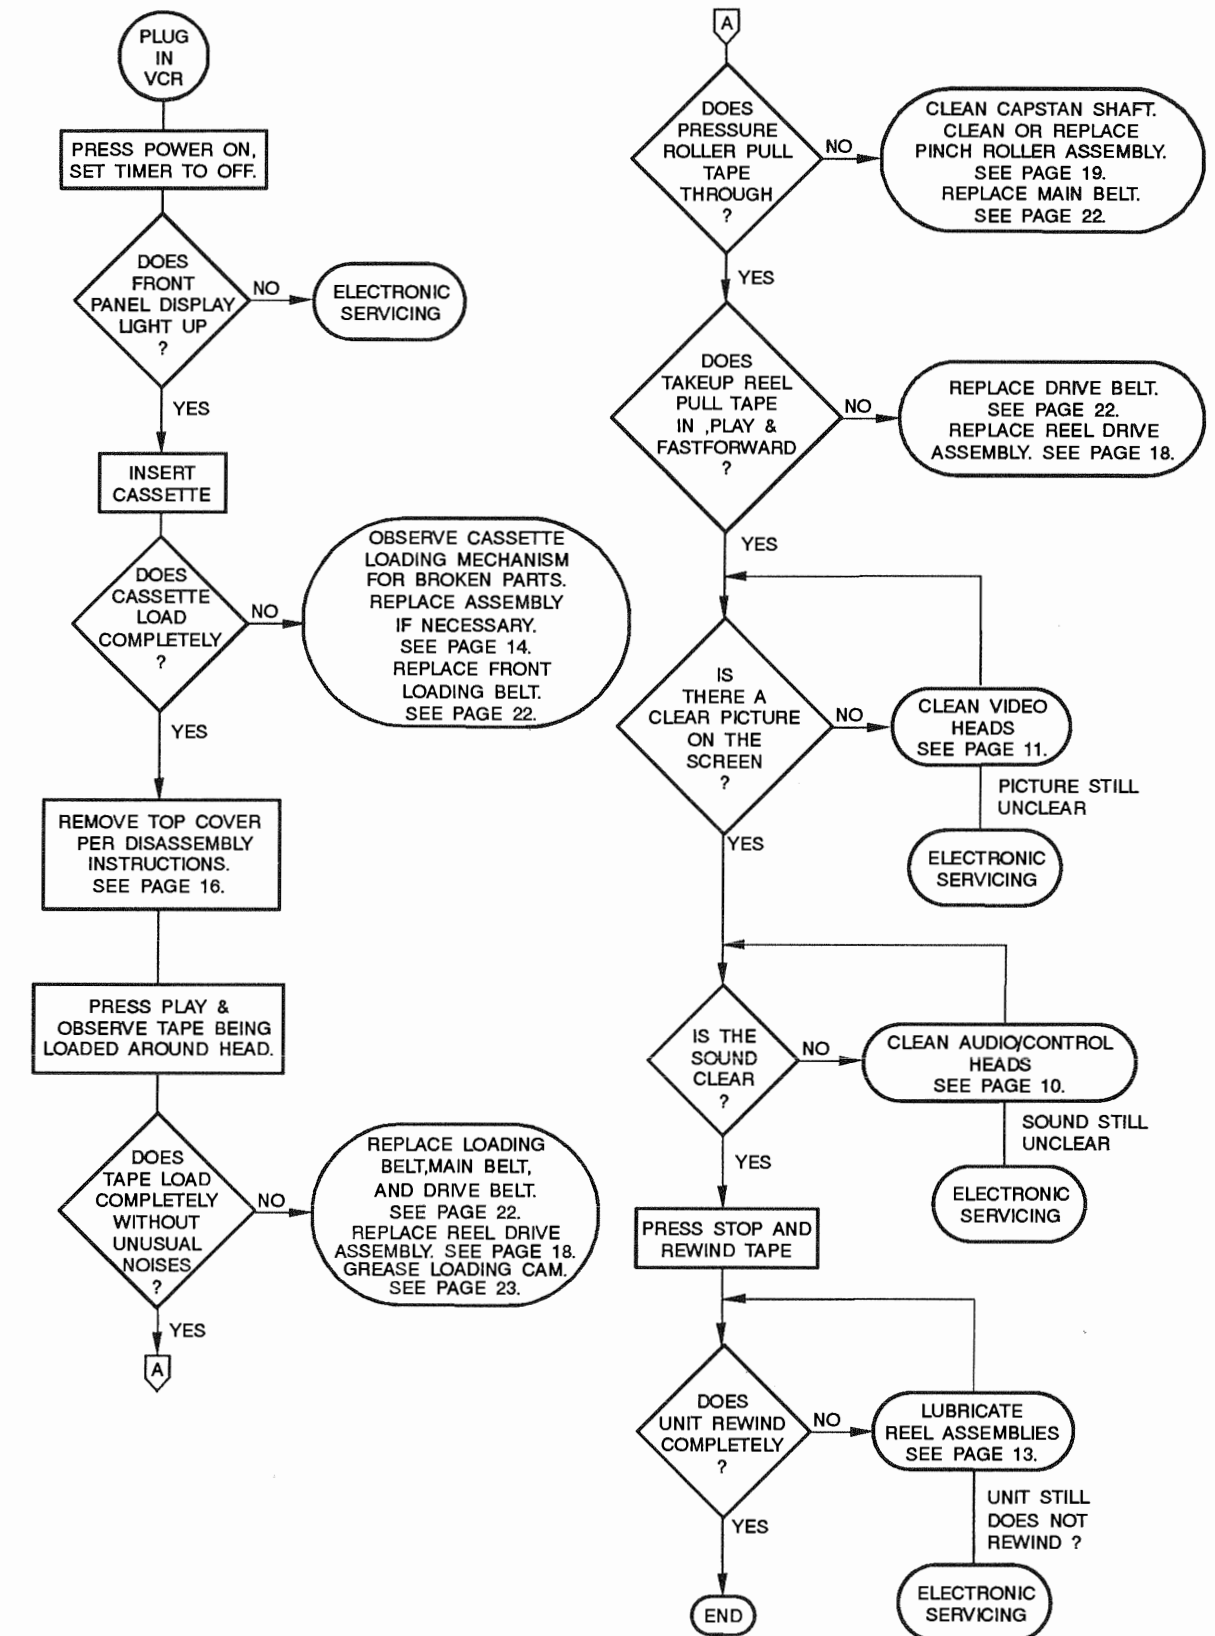 PLUG
IN
VCR
PRESS POWER ON,
SET TIMER TO OFF.
DOES
FRONT
PANEL DISPLAY
LIGHT UP
?
NO
ELECTRONIC
SERVICING
YES
INSERT
CASSETTE
DOES
CASSETTE
LOAD
COMPLETELY
?
NO
OBSERVE CASSETTE
LOADING MECHANISM
FOR BROKEN PARTS.
REPLACE ASSEMBLY
IF NECESSARY.
SEE PAGE 14.
REPLACE FRONT
LOADING BELT.
SEE PAGE 22.
YES
REMOVE TOP COVER
PER DISASSEMBLY
INSTRUCTIONS.
SEE PAGE 16.
PRESS PLAY &
OBSERVE TAPE BEING
LOADED AROUND HEAD.
DOES
TAPE LOAD
COMPLETELY
WITHOUT
UNUSUAL
NOISES
?
NO
REPLACE LOADING
BELT,MAIN BELT,
AND DRIVE BELT.
SEE PAGE 22.
REPLACE REEL DRIVE
ASSEMBLY. SEE PAGE 18.
GREASE LOADING CAM.
SEE PAGE 23.
YES
A
A
DOES
PRESSURE
ROLLER PULL
TAPE
THROUGH
?
NO
CLEAN CAPSTAN SHAFT.
CLEAN OR REPLACE
PINCH ROLLER ASSEMBLY.
SEE PAGE 19.
REPLACE MAIN BELT.
SEE PAGE 22.
YES
DOES
TAKEUP REEL
PULL TAPE
IN ,PLAY &
FASTFORWARD
?
NO
REPLACE DRIVE BELT.
SEE PAGE 22.
REPLACE REEL DRIVE
ASSEMBLY. SEE PAGE 18.
YES
IS
THERE A
CLEAR PICTURE
ON THE
SCREEN
?
NO
CLEAN VIDEO
HEADS
SEE PAGE 11.
PICTURE STILL
UNCLEAR
ELECTRONIC
SERVICING
YES
IS THE
SOUND
CLEAR
?
NO
CLEAN AUDIO/CONTROL
HEADS
SEE PAGE 10.
SOUND STILL
UNCLEAR
ELECTRONIC
SERVICING
YES
PRESS STOP AND
REWIND TAPE
DOES
UNIT REWIND
COMPLETELY
?
NO
LUBRICATE
REEL ASSEMBLIES
SEE PAGE 13.
UNIT STILL
DOES NOT
REWIND ?
ELECTRONIC
SERVICING
YES
END